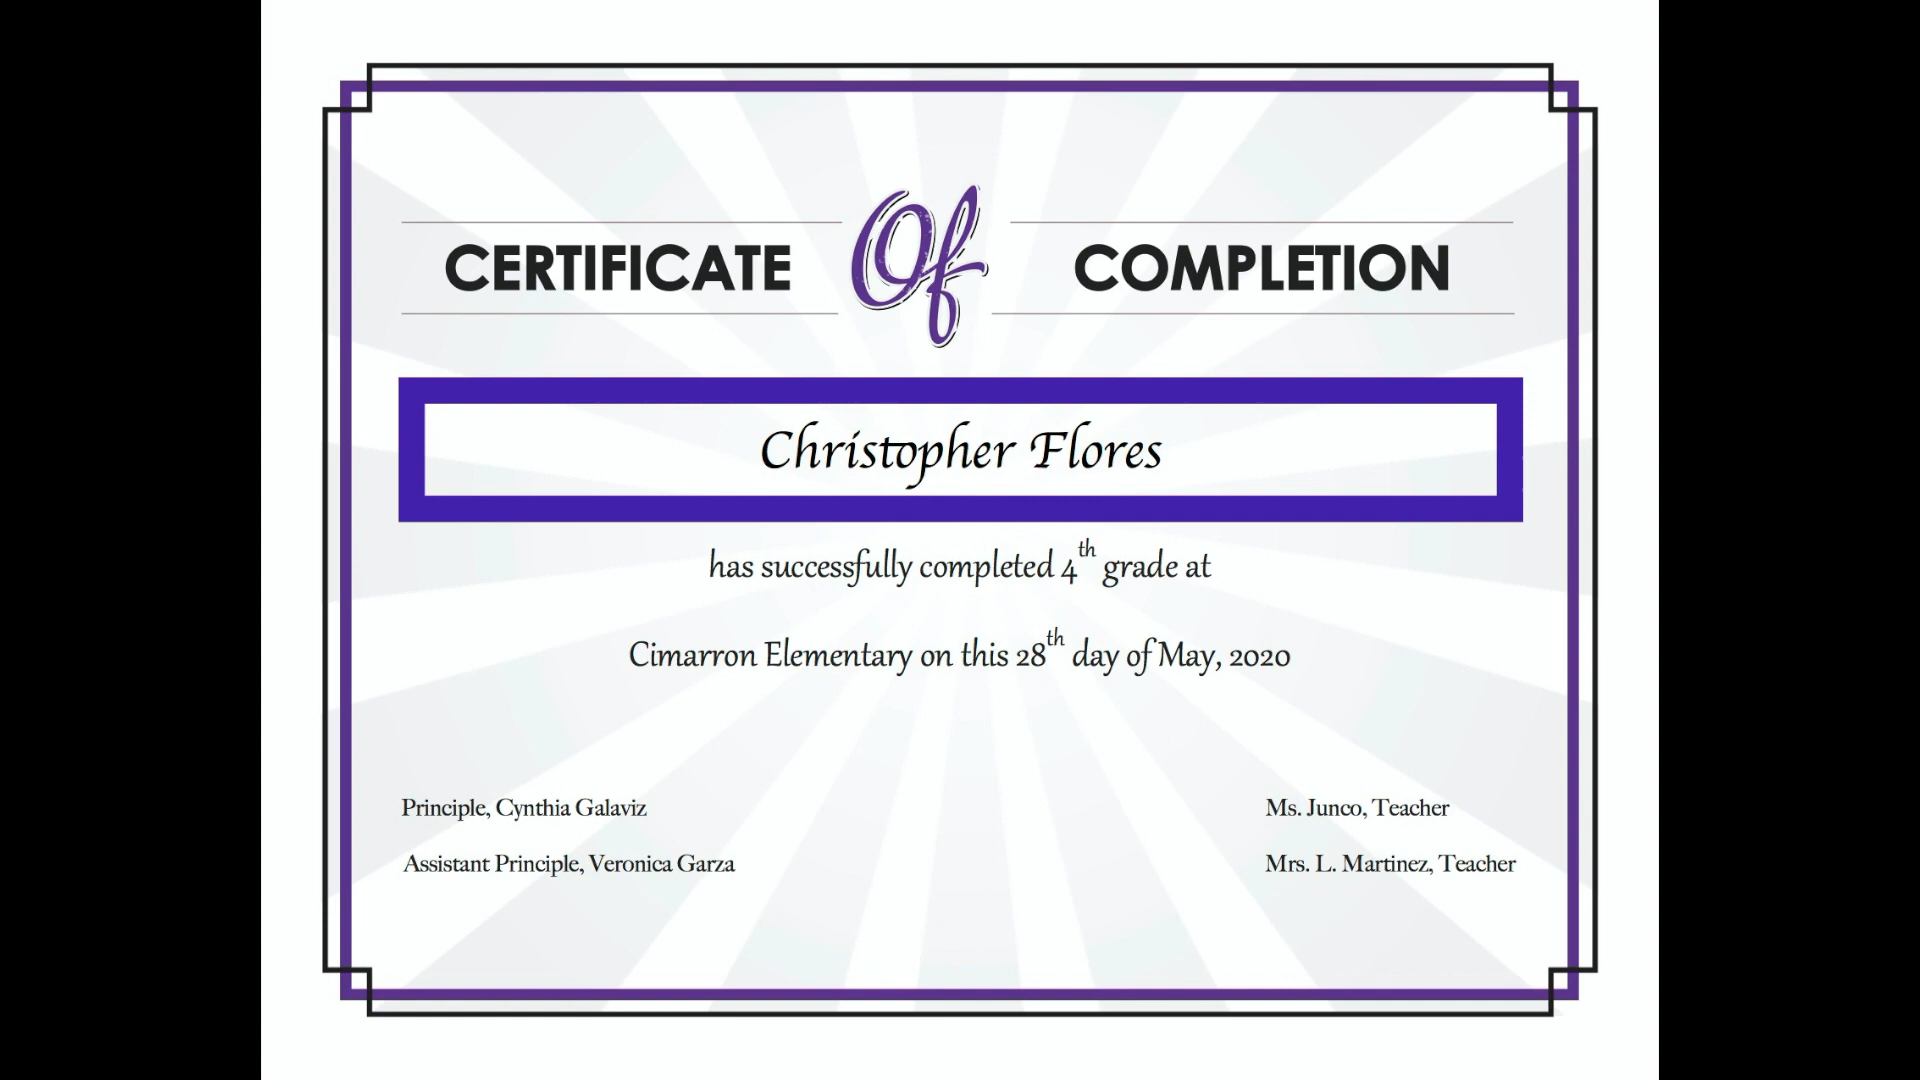 CERTIFICATE Of COMPLETION
Christopher Flores
has successfully completed 4th grade at
Cimarron Elementary on this 28th day of May, 2020
Principle, Cynthia Galaviz
Ms. Junco, Teacher
Assistant Principle, Veronica Garza
Mrs. L. Martinez, Teacher